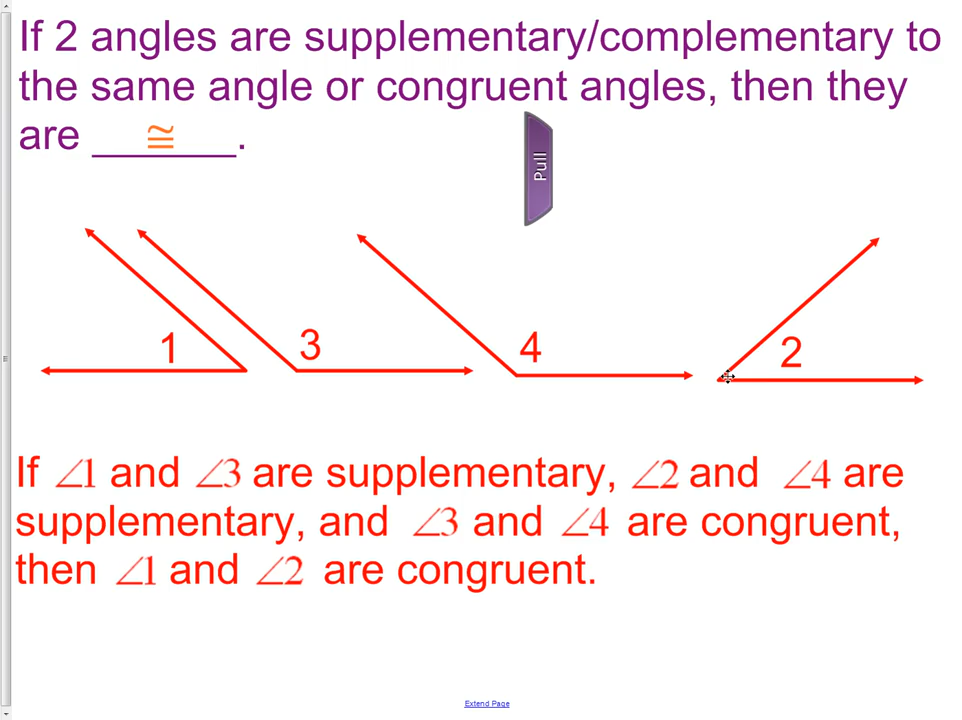 If 2 angles are supplementary/complementary to
the same angle or congruent angles, then they
are ______≅______.
Pull
1
3
4
2
If ∠1 and ∠3 are supplementary, ∠2 and ∠4 are
supplementary, and ∠3 and ∠4 are congruent,
then ∠1 and ∠2 are congruent.
Extend Page